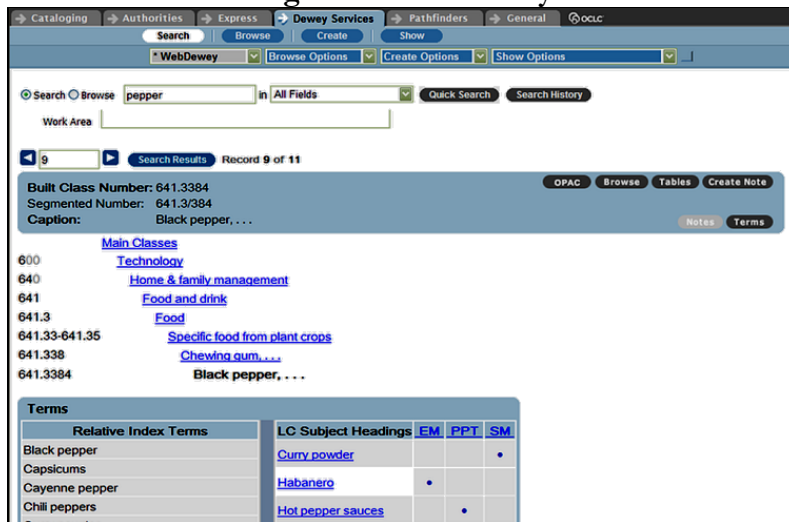 Cataloging Authorities Express Dewey Services Pathfinders General OCLC
Search Browse Create Show
* WebDewey Browse Options Create Options Show Options
Search Browse pepper in All Fields Quick Search Search History
Work Area
9 Search Results Record 9 of 11
Built Class Number: 641.3384 OPAC Browse Tables Create Note
Segmented Number: 641.3/384
Caption: Black pepper, . . . Notes Terms
Main Classes
600 Technology
640 Home & family management
641 Food and drink
641.3 Food
641.33-641.35 Specific food from plant crops
641.338 Chewing gum, . . .
641.3384 Black pepper, . . .
Terms
Relative Index Terms LC Subject Headings EM PPT SM
Black pepper
Curry powder
Capsicums
Cayenne pepper
Habanero
Chili peppers
Hot pepper sauces